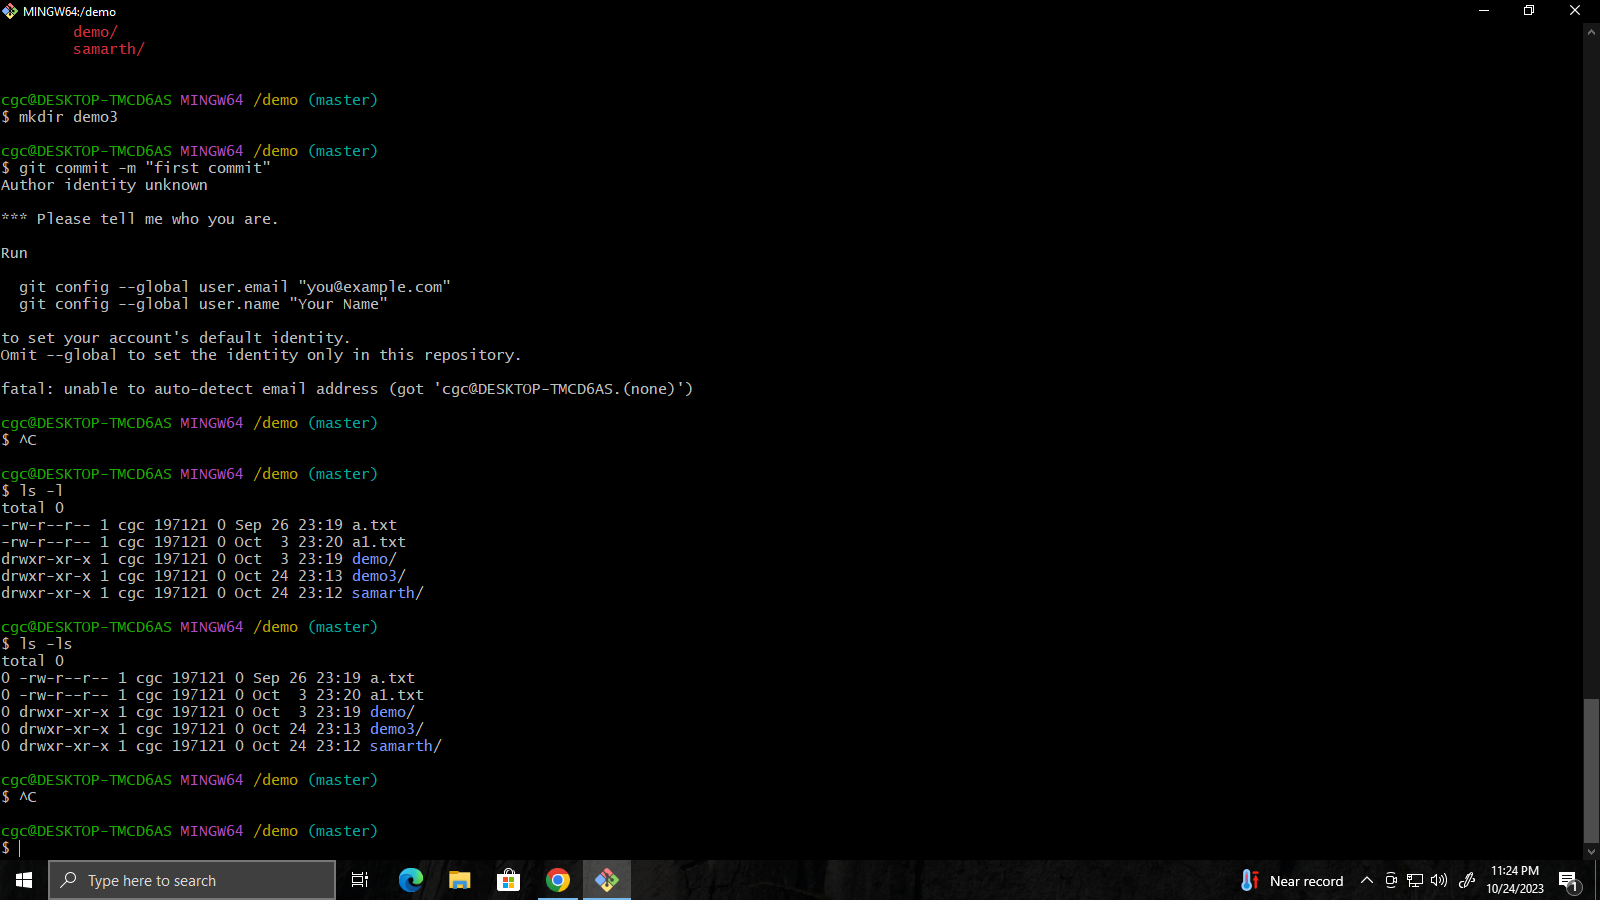 MINGW64:/demo
demo/
samarth/
cgc@DESKTOP-TMCD6AS MINGW64 /demo (master)
$ mkdir demo3
cgc@DESKTOP-TMCD6AS MINGW64 /demo (master)
$ git commit -m "first commit"
Author identity unknown
*** Please tell me who you are.
Run
git config --global user.email "you@example.com"
git config --global user.name "Your Name"
to set your account's default identity.
Omit --global to set the identity only in this repository.
fatal: unable to auto-detect email address (got 'cgc@DESKTOP-TMCD6AS.(none)')
cgc@DESKTOP-TMCD6AS MINGW64 /demo (master)
$ ^C
cgc@DESKTOP-TMCD6AS MINGW64 /demo (master)
$ ls -l
total 0
-rw-r--r-- 1 cgc 197121 0 Sep 26 23:19 a.txt
-rw-r--r-- 1 cgc 197121 0 Oct  3 23:20 a1.txt
drwxr-xr-x 1 cgc 197121 0 Oct  3 23:19 demo/
drwxr-xr-x 1 cgc 197121 0 Oct 24 23:13 demo3/
drwxr-xr-x 1 cgc 197121 0 Oct 24 23:12 samarth/
cgc@DESKTOP-TMCD6AS MINGW64 /demo (master)
$ ls -ls
total 0
0 -rw-r--r-- 1 cgc 197121 0 Sep 26 23:19 a.txt
0 -rw-r--r-- 1 cgc 197121 0 Oct  3 23:20 a1.txt
0 drwxr-xr-x 1 cgc 197121 0 Oct  3 23:19 demo/
0 drwxr-xr-x 1 cgc 197121 0 Oct 24 23:13 demo3/
0 drwxr-xr-x 1 cgc 197121 0 Oct 24 23:12 samarth/
cgc@DESKTOP-TMCD6AS MINGW64 /demo (master)
$ ^C
cgc@DESKTOP-TMCD6AS MINGW64 /demo (master)
$
Type here to search
Near record
11:24 PM
10/24/2023
1